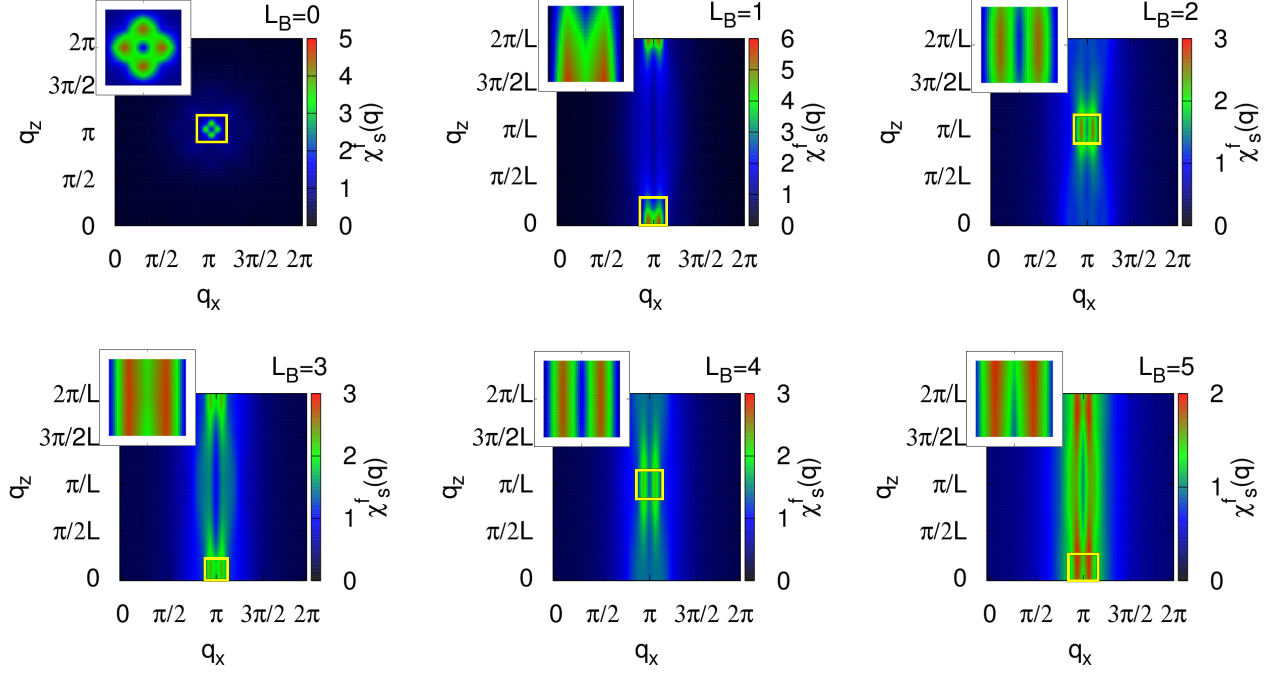 L_B=0
2π
3π/2
π
π/2
0
q_z
0 π/2 π 3π/2 2π
q_x
5
4
3
2
1
0
χ^f_s(q)
L_B=1
2π/L
3π/2L
π/L
π/2L
0
q_z
0 π/2 π 3π/2 2π
q_x
6
5
4
3
2
1
0
χ^f_s(q)
L_B=2
2π/L
3π/2L
π/L
π/2L
0
q_z
0 π/2 π 3π/2 2π
q_x
3
2
1
0
χ^f_s(q)
L_B=3
2π/L
3π/2L
π/L
π/2L
0
q_z
0 π/2 π 3π/2 2π
q_x
3
2
1
0
χ^f_s(q)
L_B=4
2π/L
3π/2L
π/L
π/2L
0
q_z
0 π/2 π 3π/2 2π
q_x
3
2
1
0
χ^f_s(q)
L_B=5
2π/L
3π/2L
π/L
π/2L
0
q_z
0 π/2 π 3π/2 2π
q_x
2
1
0
χ^f_s(q)